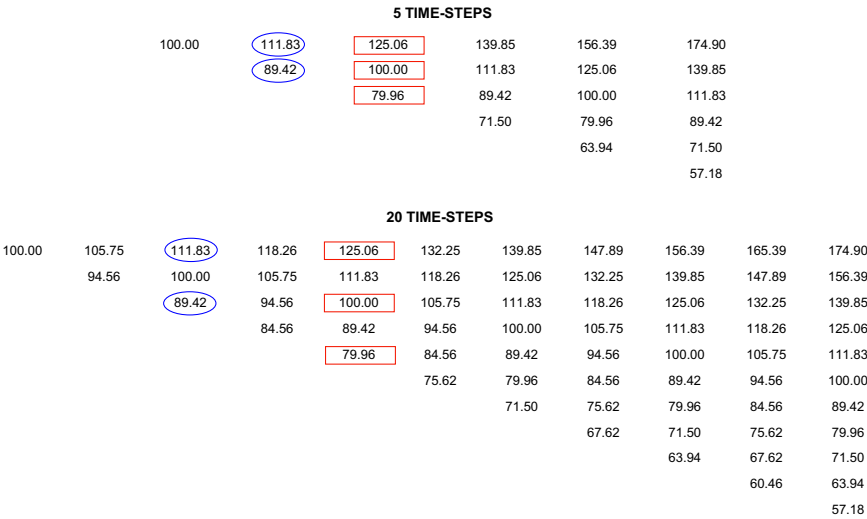 5 TIME-STEPS
100.00 111.83 125.06 139.85 156.39 174.90
89.42 100.00 111.83 125.06 139.85
79.96 89.42 100.00 111.83
71.50 79.96 89.42
63.94 71.50
57.18
20 TIME-STEPS
100.00 105.75 111.83 118.26 125.06 132.25 139.85 147.89 156.39 165.39 174.90
94.56 100.00 105.75 111.83 118.26 125.06 132.25 139.85 147.89 156.39
89.42 94.56 100.00 105.75 111.83 118.26 125.06 132.25 139.85
84.56 89.42 94.56 100.00 105.75 111.83 118.26 125.06
79.96 84.56 89.42 94.56 100.00 105.75 111.83
75.62 79.96 84.56 89.42 94.56 100.00
71.50 75.62 79.96 84.56 89.42
67.62 71.50 75.62 79.96
63.94 67.62 71.50
60.46 63.94
57.18